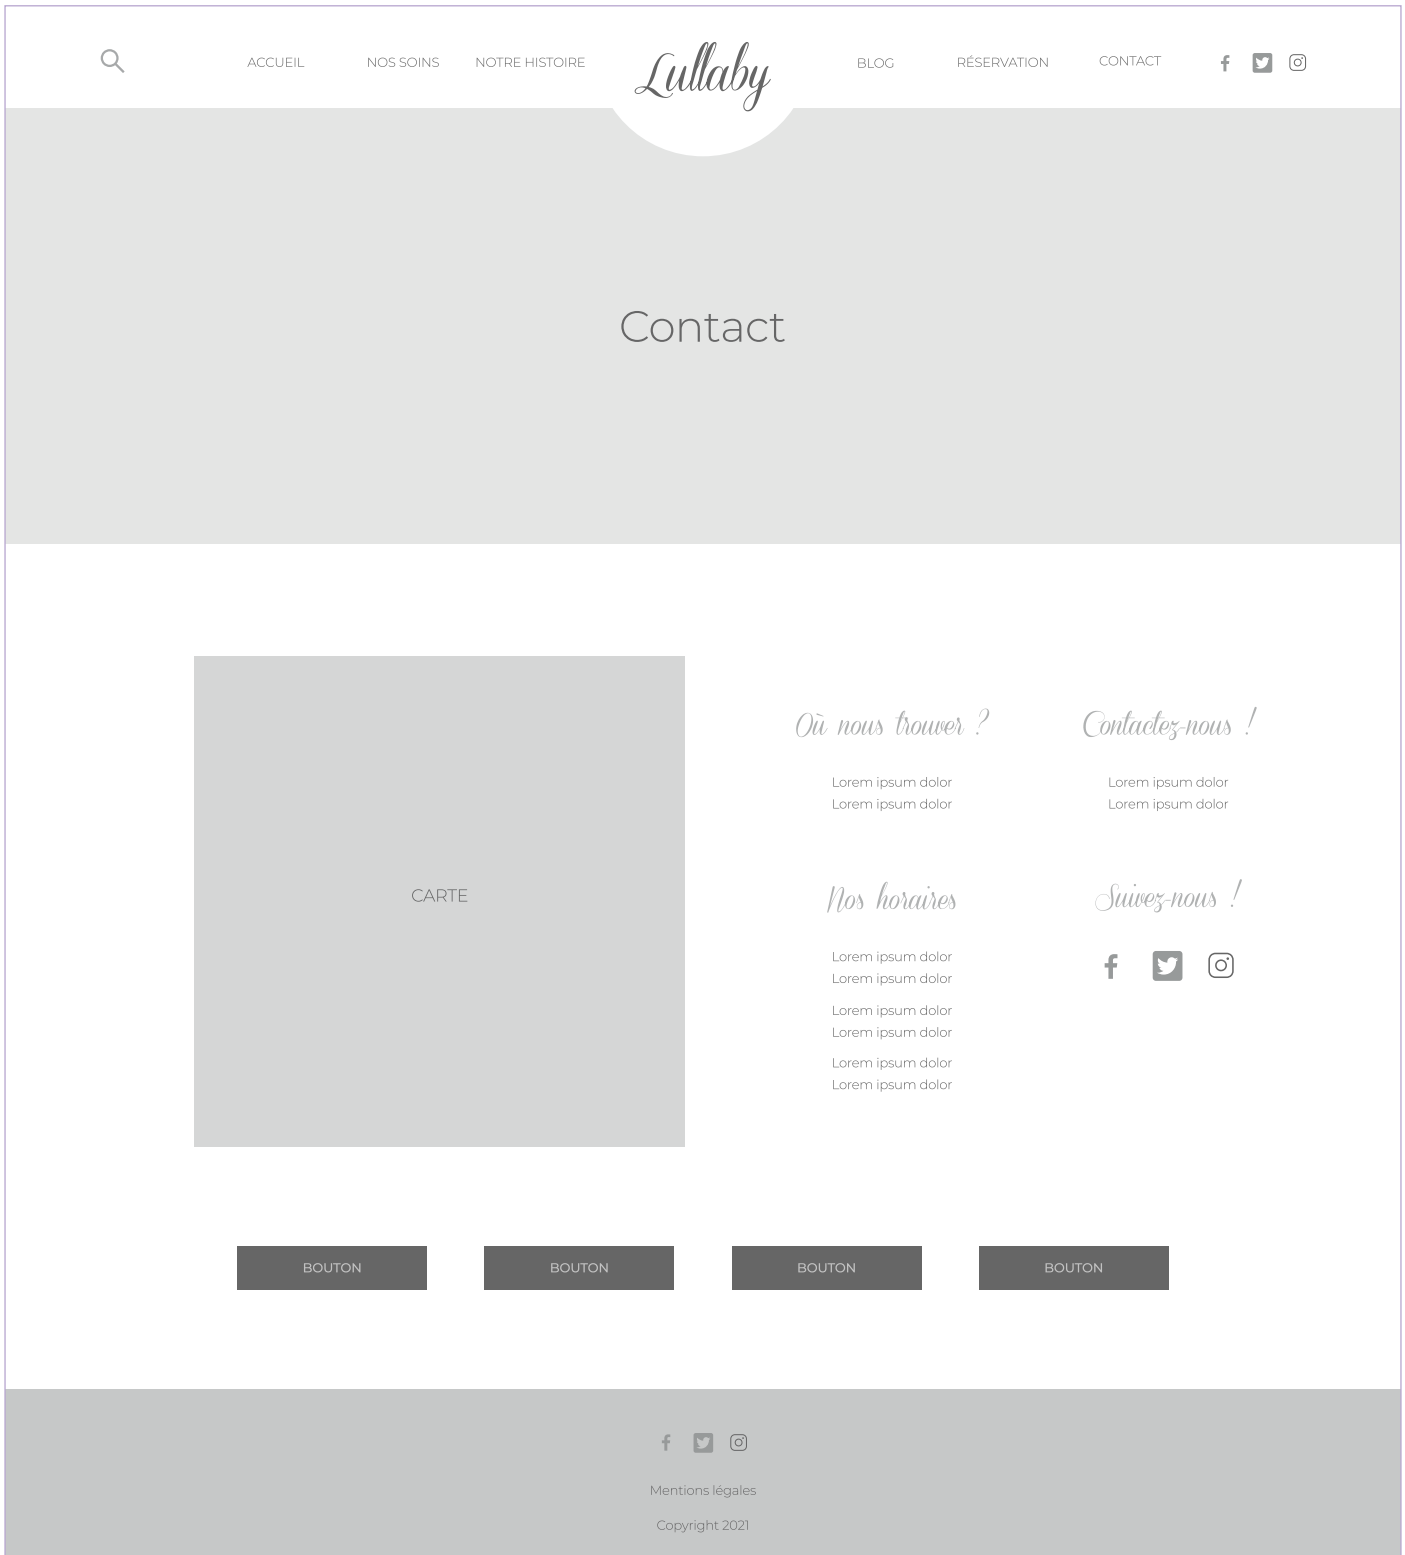 ACCUEIL
NOS SOINS
NOTRE HISTOIRE
Lullaby
BLOG
RÉSERVATION
CONTACT
Contact
CARTE
Où nous trouver ?
Lorem ipsum dolor
Lorem ipsum dolor
Contactez-nous !
Lorem ipsum dolor
Lorem ipsum dolor
Nos horaires
Lorem ipsum dolor
Lorem ipsum dolor
Lorem ipsum dolor
Lorem ipsum dolor
Lorem ipsum dolor
Lorem ipsum dolor
Suivez-nous !
BOUTON
BOUTON
BOUTON
BOUTON
Mentions légales
Copyright 2021